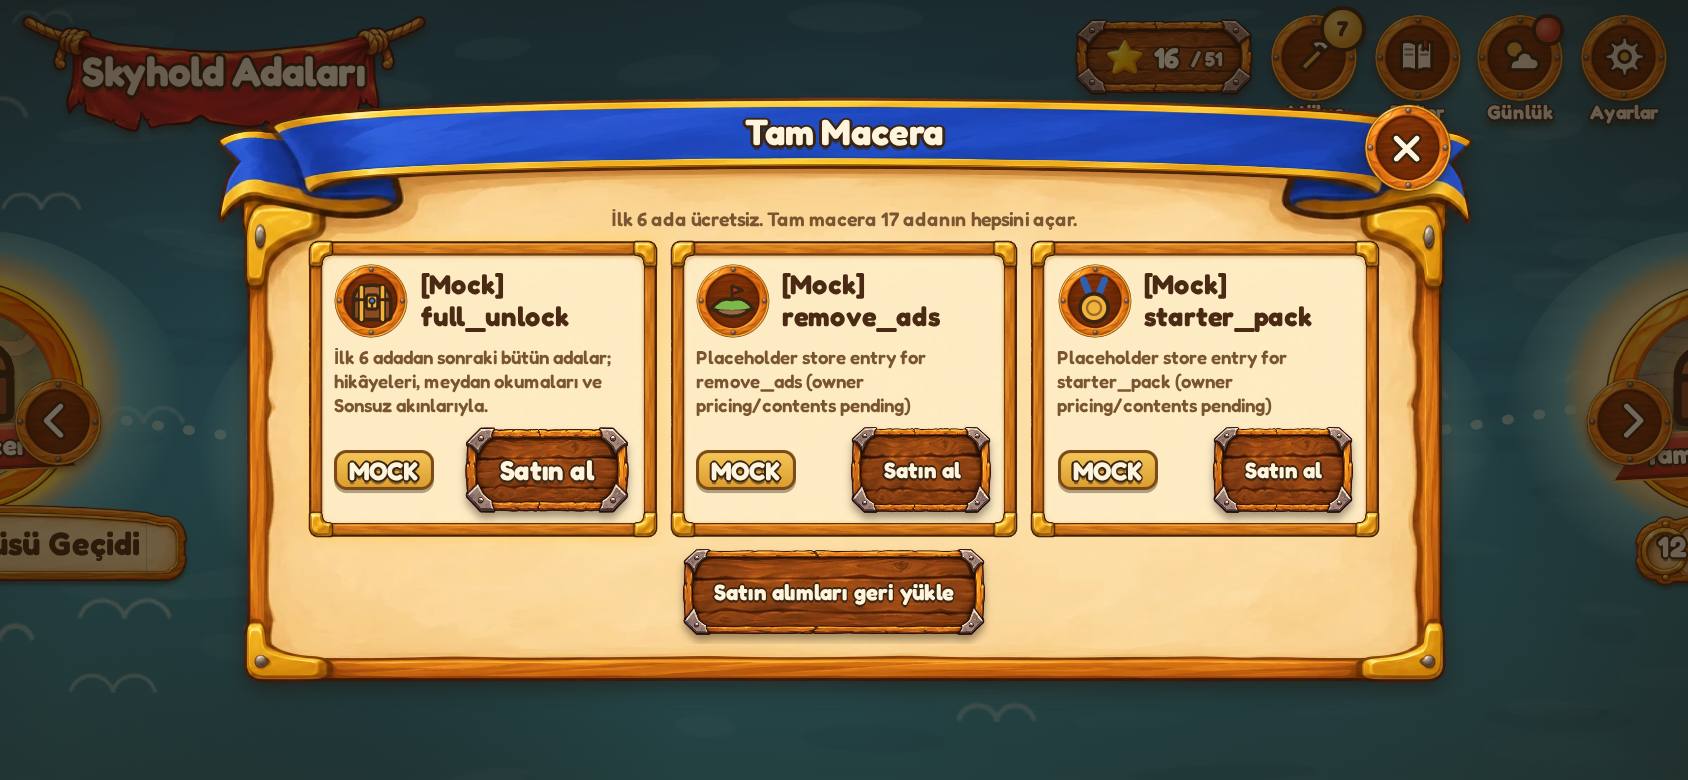 Skyhold Adaları
16 / 51
7
Günlük
Ayarlar
Tam Macera
İlk 6 ada ücretsiz. Tam macera 17 adanın hepsini açar.
[Mock]
full_unlock
İlk 6 adadan sonraki bütün adalar;
hikâyeleri, meydan okumaları ve
Sonsuz akınlarıyla.
MOCK
Satın al
[Mock]
remove_ads
Placeholder store entry for
remove_ads (owner
pricing/contents pending)
MOCK
Satın al
[Mock]
starter_pack
Placeholder store entry for
starter_pack (owner
pricing/contents pending)
MOCK
Satın al
Satın alımları geri yükle
Geçidi
12